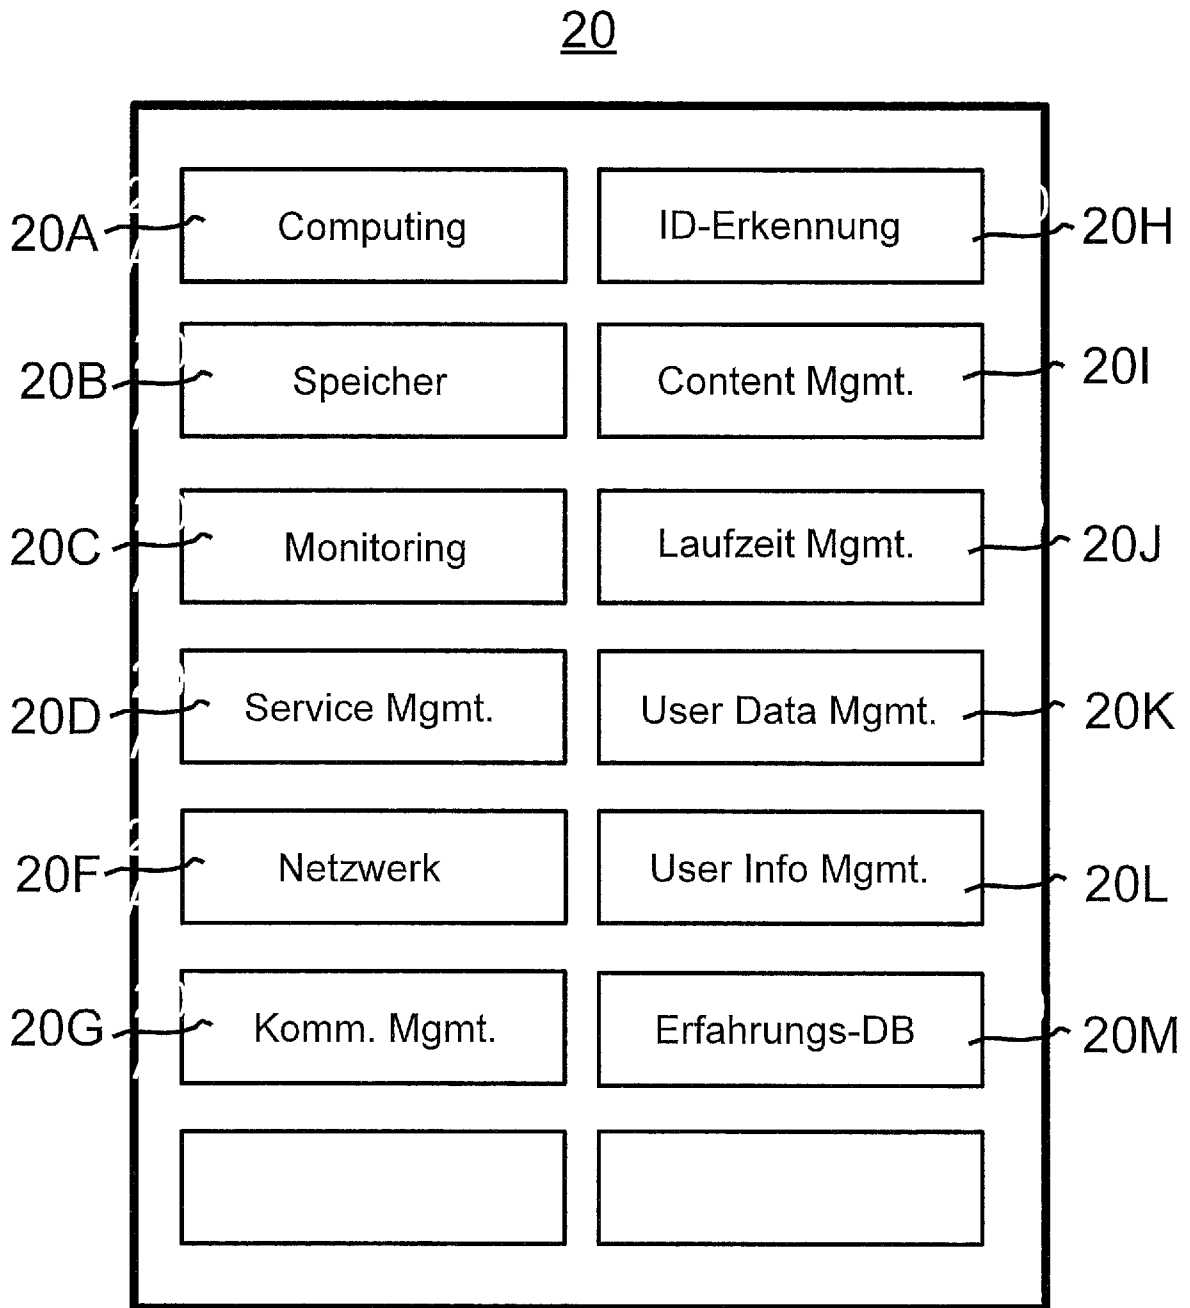 20
20A
Computing
ID-Erkennung
20H
20B
Speicher
Content Mgmt.
20I
20C
Monitoring
Laufzeit Mgmt.
20J
20D
Service Mgmt.
User Data Mgmt.
20K
20F
Netzwerk
User Info Mgmt.
20L
20G
Komm. Mgmt.
Erfahrungs-DB
20M